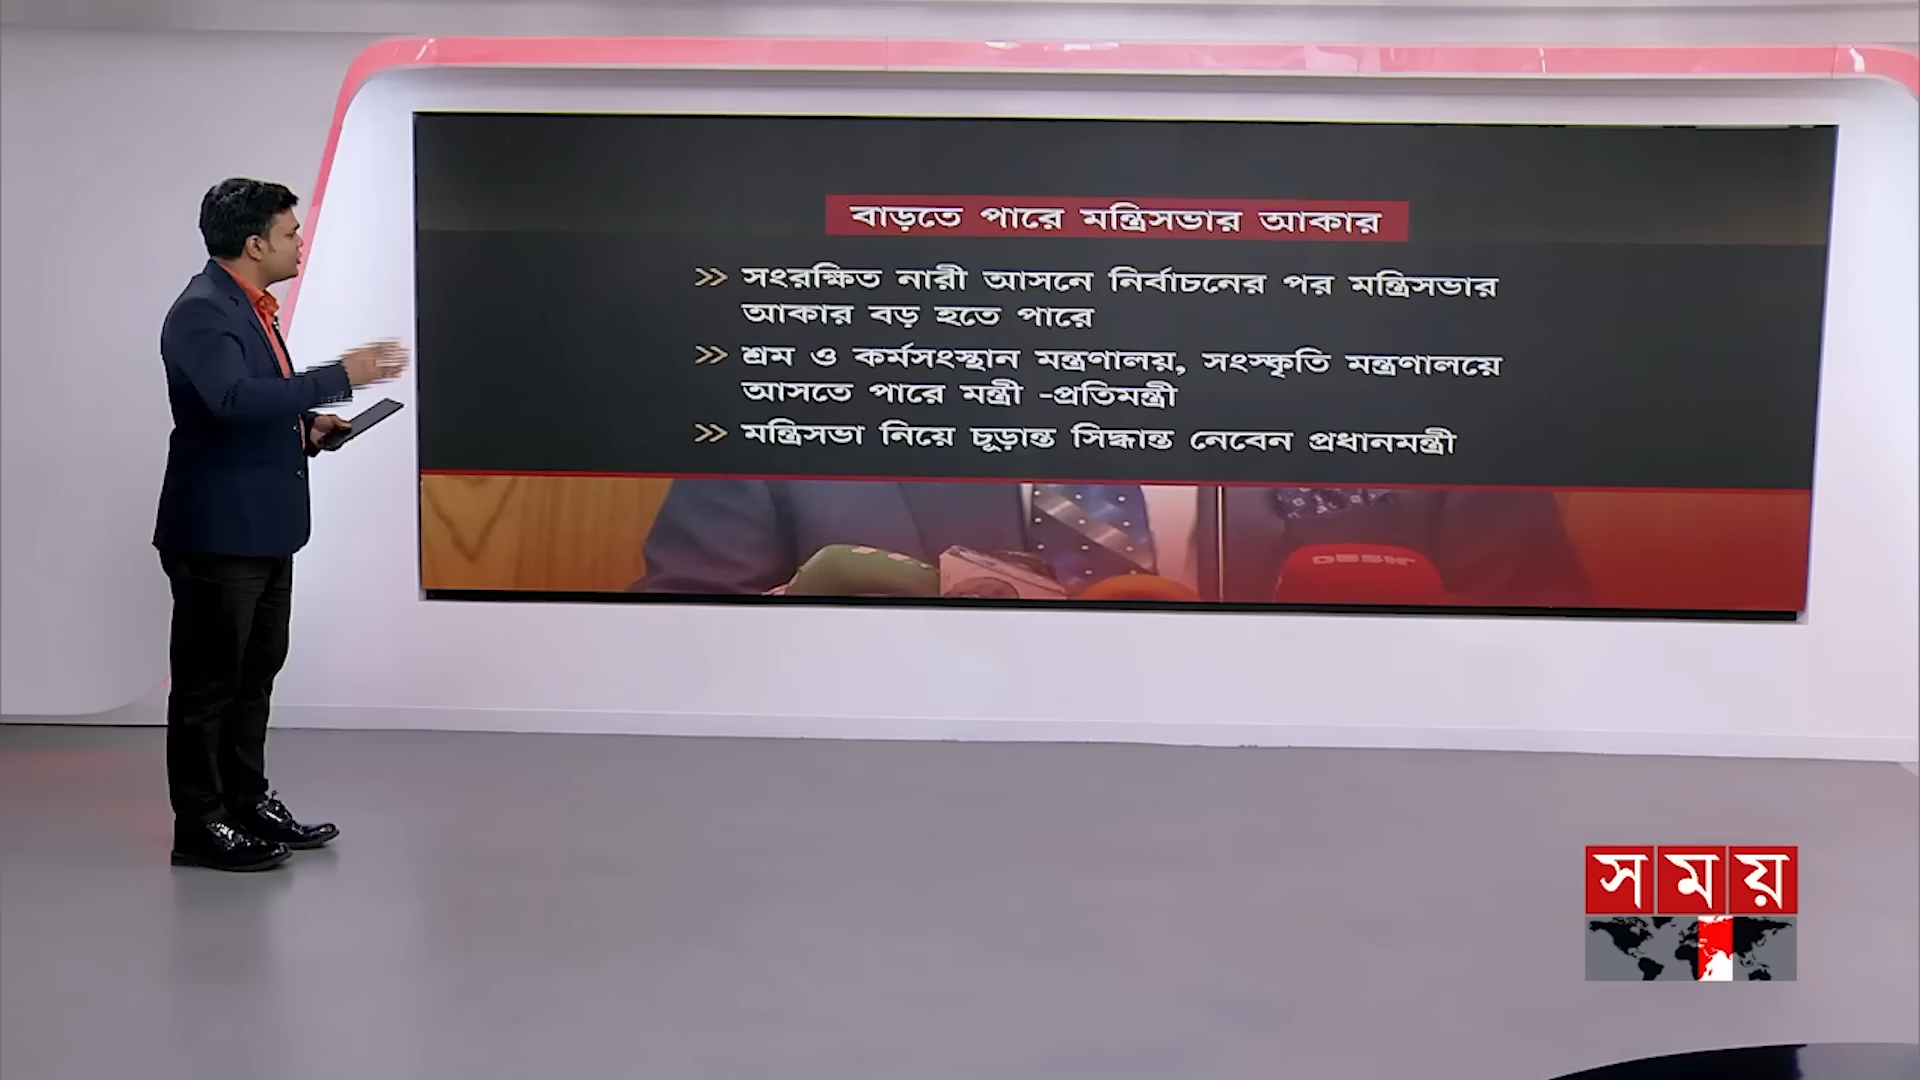 বাড়তে পারে মন্ত্রিসভার আকার
>> সংরক্ষিত নারী আসনে নির্বাচনের পর মন্ত্রিসভার
আকার বড় হতে পারে
>> শ্রম ও কর্মসংস্থান মন্ত্রণালয়, সংস্কৃতি মন্ত্রণালয়ে
আসতে পারে মন্ত্রী -প্রতিমন্ত্রী
>> মন্ত্রিসভা নিয়ে চূড়ান্ত সিদ্ধান্ত নেবেন প্রধানমন্ত্রী
সময়